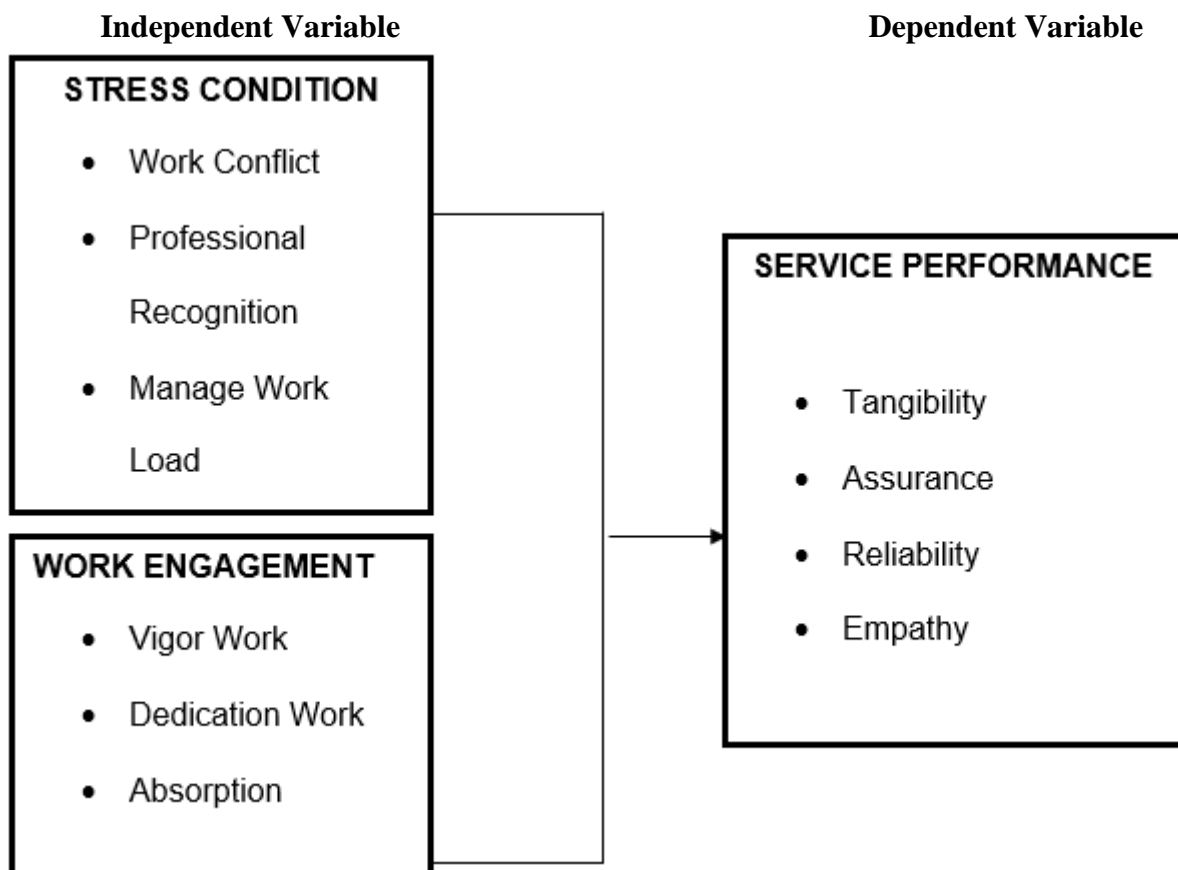 Independent Variable
Dependent Variable
STRESS CONDITION
• Work Conflict
• Professional
Recognition
• Manage Work
Load
WORK ENGAGEMENT
• Vigor Work
• Dedication Work
• Absorption
SERVICE PERFORMANCE
• Tangibility
• Assurance
• Reliability
• Empathy